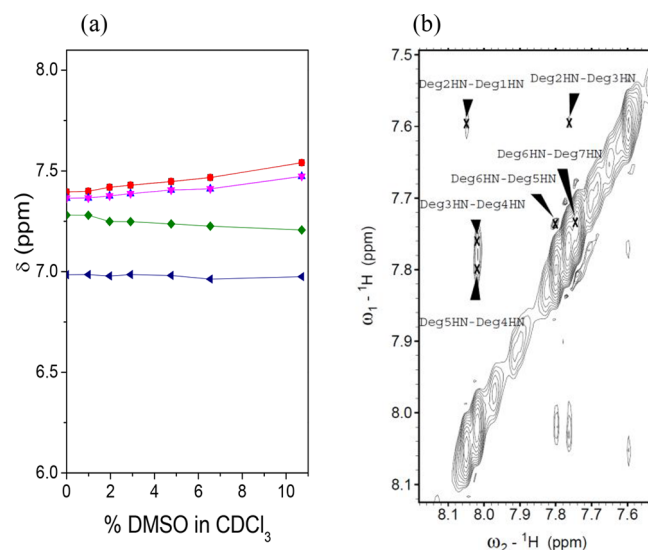 (a)
(b)
8.0
7.5
7.0
6.5
6.0
δ (ppm)
0 2 4 6 8 10
% DMSO in CDCl₃
7.5
7.6
7.7
7.8
7.9
8.0
8.1
ω₁ - ¹H (ppm)
Deg2HN-Deg1HN
Deg2HN-Deg3HN
Deg6HN-Deg7HN
Deg6HN-Deg5HN
Deg3HN-Deg4HN
Deg5HN-Deg4HN
8.1 8.0 7.8 7.7 7.6
ω₂ - ¹H (ppm)